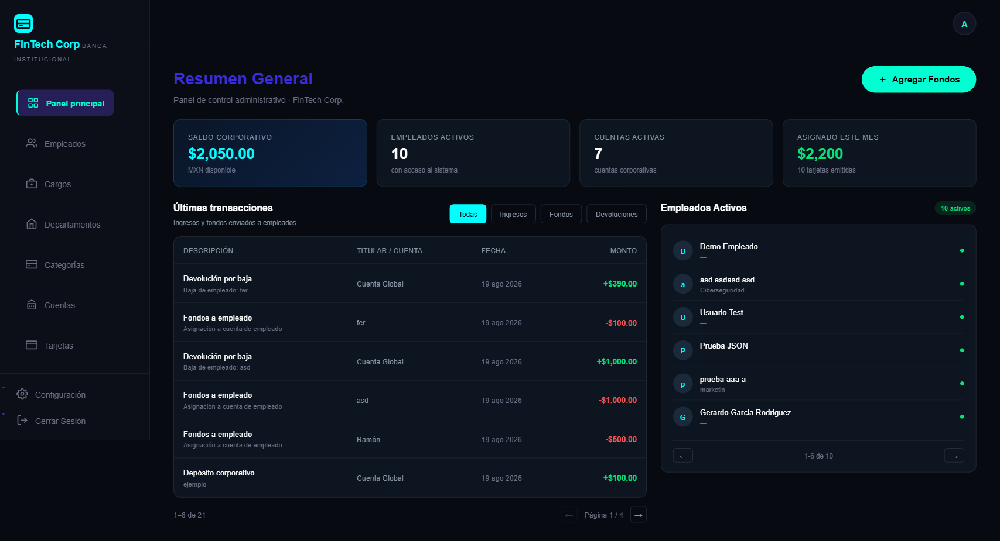 FinTech Corp BANCA
INSTITUCIONAL
Panel principal
Empleados
Cargos
Departamentos
Categorías
Cuentas
Tarjetas
Configuración
Cerrar Sesión
A
Resumen General
Panel de control administrativo · FinTech Corp.
+ Agregar Fondos
SALDO CORPORATIVO
$2,050.00
MXN disponible
EMPLEADOS ACTIVOS
10
con acceso al sistema
CUENTAS ACTIVAS
7
cuentas corporativas
ASIGNADO ESTE MES
$2,200
10 tarjetas emitidas
Últimas transacciones
Ingresos y fondos enviados a empleados
Todas Ingresos Fondos Devoluciones
DESCRIPCIÓN TITULAR / CUENTA FECHA MONTO
Devolución por baja
Baja de empleado: fer
Cuenta Global 19 ago 2026 +$390.00
Fondos a empleado
Asignación a cuenta de empleado
fer 19 ago 2026 -$100.00
Devolución por baja
Baja de empleado: asd
Cuenta Global 19 ago 2026 +$1,000.00
Fondos a empleado
Asignación a cuenta de empleado
asd 19 ago 2026 -$1,000.00
Fondos a empleado
Asignación a cuenta de empleado
Ramón 19 ago 2026 -$500.00
Depósito corporativo
ejemplo
Cuenta Global 19 ago 2026 +$100.00
1–6 de 21
← Página 1 / 4 →
Empleados Activos
10 activos
D
Demo Empleado
—
a
asd asdasd asd
Ciberseguridad
U
Usuario Test
—
P
Prueba JSON
—
p
prueba aaa a
marketin
G
Gerardo Garcia Rodriguez
—
← 1-6 de 10 →